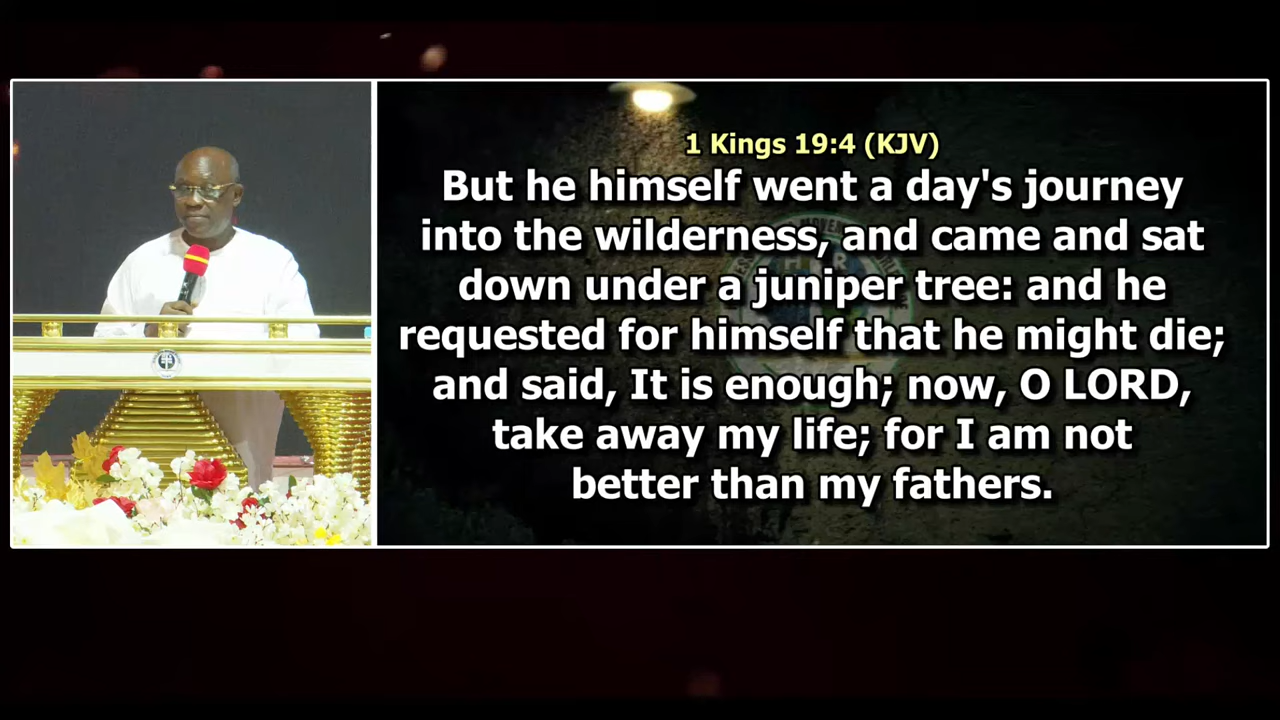 1 Kings 19:4 (KJV)
But he himself went a day's journey
into the wilderness, and came and sat
down under a juniper tree: and he
requested for himself that he might die;
and said, It is enough; now, O LORD,
take away my life; for I am not
better than my fathers.